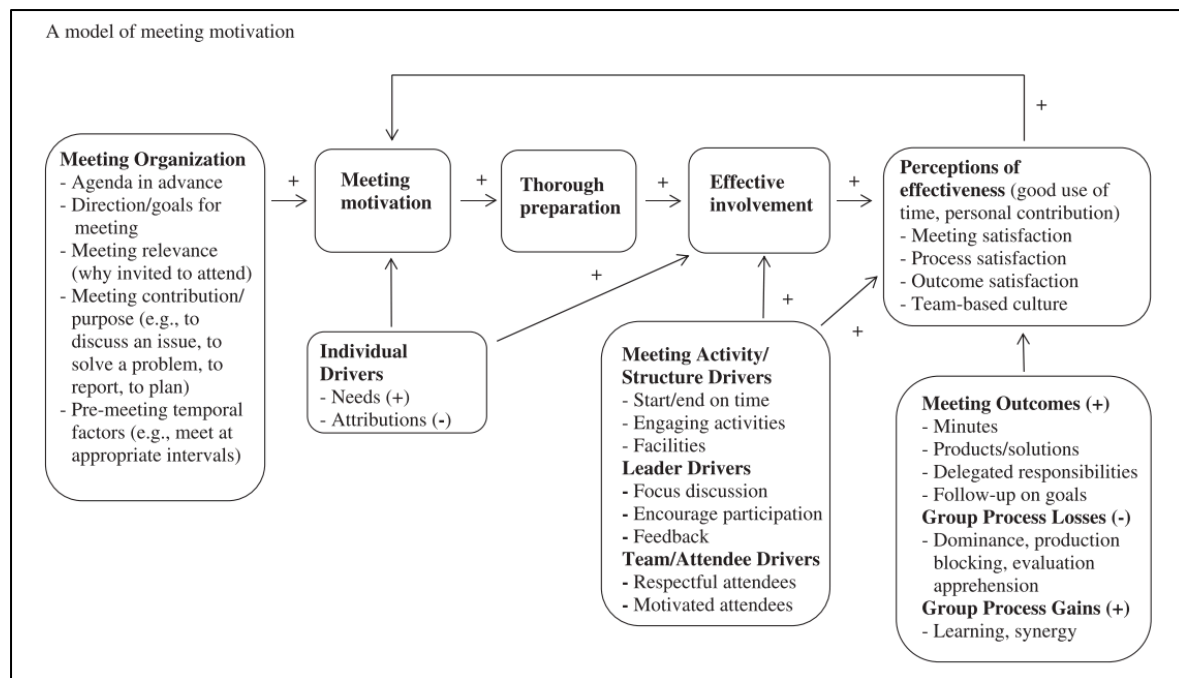 A model of meeting motivation
+
Meeting Organization
- Agenda in advance
- Direction/goals for
meeting
- Meeting relevance
(why invited to attend)
- Meeting contribution/
purpose (e.g., to
discuss an issue, to
solve a problem, to
report, to plan)
- Pre-meeting temporal
factors (e.g., meet at
appropriate intervals)
+
Meeting
motivation
+
Thorough
preparation
+
Effective
involvement
+
Perceptions of
effectiveness (good use of
time, personal contribution)
- Meeting satisfaction
- Process satisfaction
- Outcome satisfaction
- Team-based culture
+
+
+
Individual
Drivers
- Needs (+)
- Attributions (-)
Meeting Activity/
Structure Drivers
- Start/end on time
- Engaging activities
- Facilities
Leader Drivers
- Focus discussion
- Encourage participation
- Feedback
Team/Attendee Drivers
- Respectful attendees
- Motivated attendees
Meeting Outcomes (+)
- Minutes
- Products/solutions
- Delegated responsibilities
- Follow-up on goals
Group Process Losses (-)
- Dominance, production
blocking, evaluation
apprehension
Group Process Gains (+)
- Learning, synergy